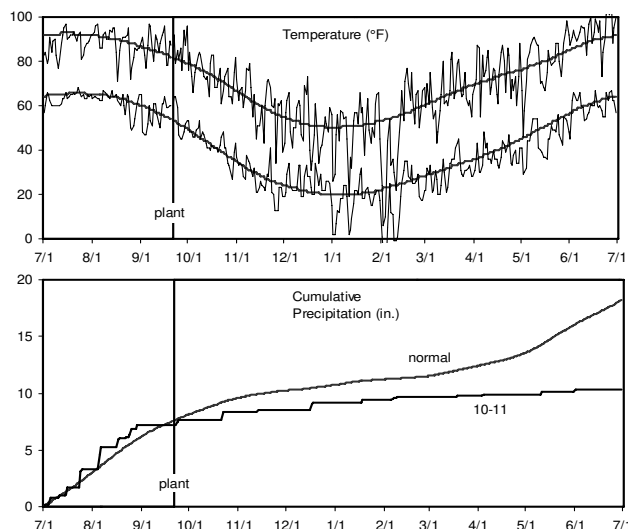 100
Temperature (°F)
80
60
40
20
plant
0
7/1 8/1 9/1 10/1 11/1 12/1 1/1 2/1 3/1 4/1 5/1 6/1 7/1
20
Cumulative
Precipitation (in.)
15
normal
10
10-11
5
plant
0
7/1 8/1 9/1 10/1 11/1 12/1 1/1 2/1 3/1 4/1 5/1 6/1 7/1